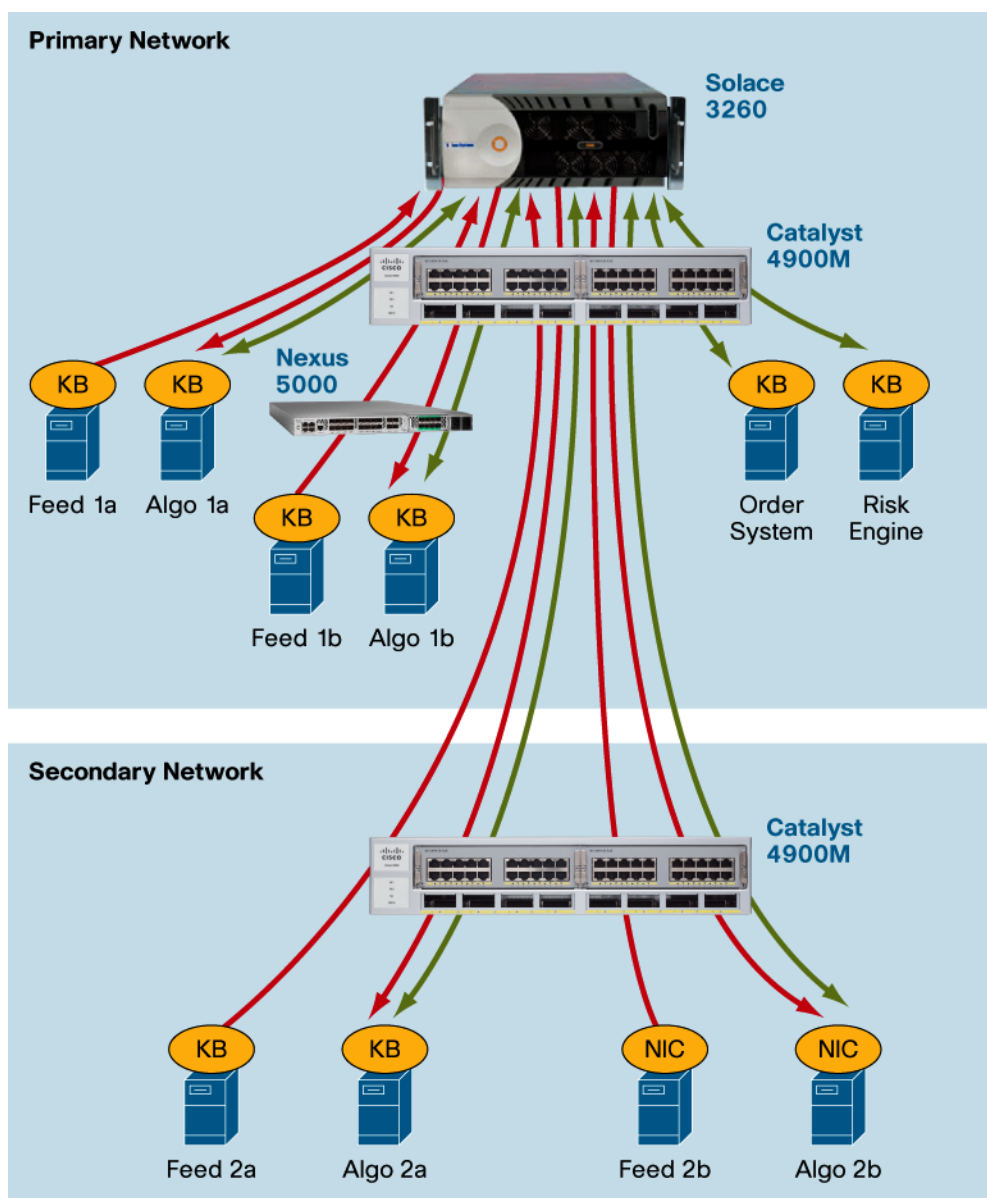 Primary Network
Solace
3260
Catalyst
4900M
CISCO
KB
KB
Nexus
5000
KB
KB
Feed 1a
Algo 1a
KB
KB
Order
System
Risk
Engine
Feed 1b
Algo 1b
Secondary Network
Catalyst
4900M
CISCO
KB
KB
NIC
NIC
Feed 2a
Algo 2a
Feed 2b
Algo 2b